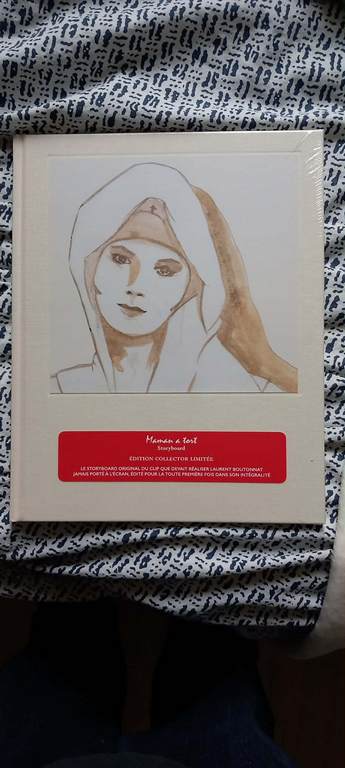 Maman a tort
Storyboard
ÉDITION COLLECTOR LIMITÉE
LE STORYBOARD ORIGINAL DU CLIP QUE DEVAIT RÉALISER LAURENT BOUTONNAT
JAMAIS PORTÉ À L'ÉCRAN, ÉDITÉ POUR LA TOUTE PREMIÈRE FOIS DANS SON INTÉGRALITÉ